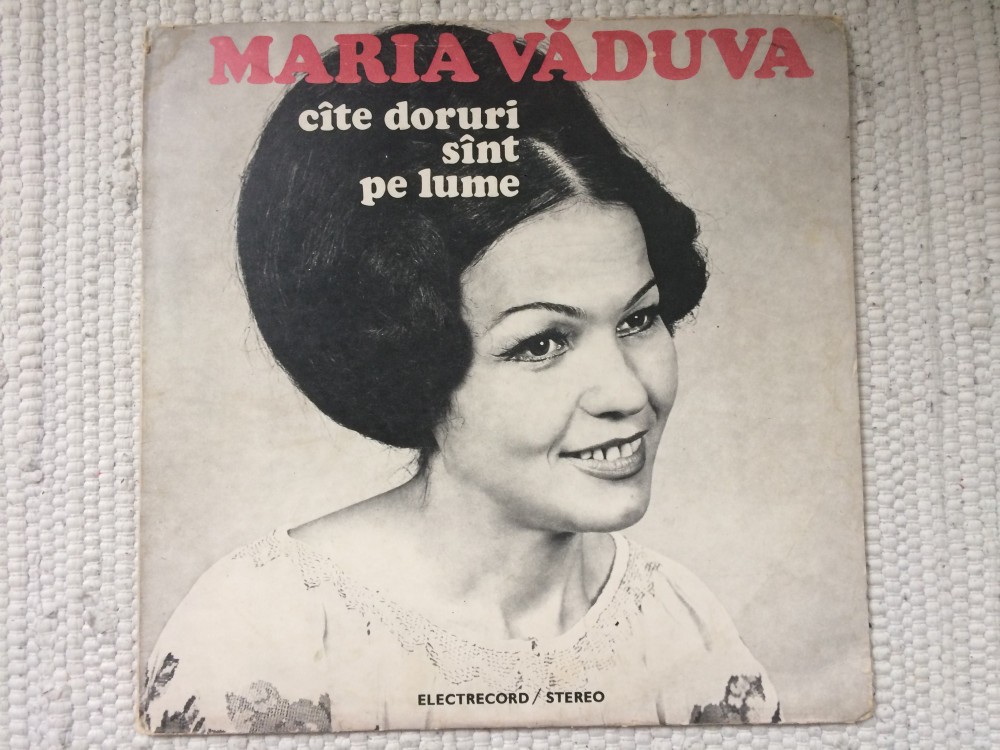 MARIA VĂDUVA
cîte doruri
sînt
pe lume
ELECTRECORD / STEREO